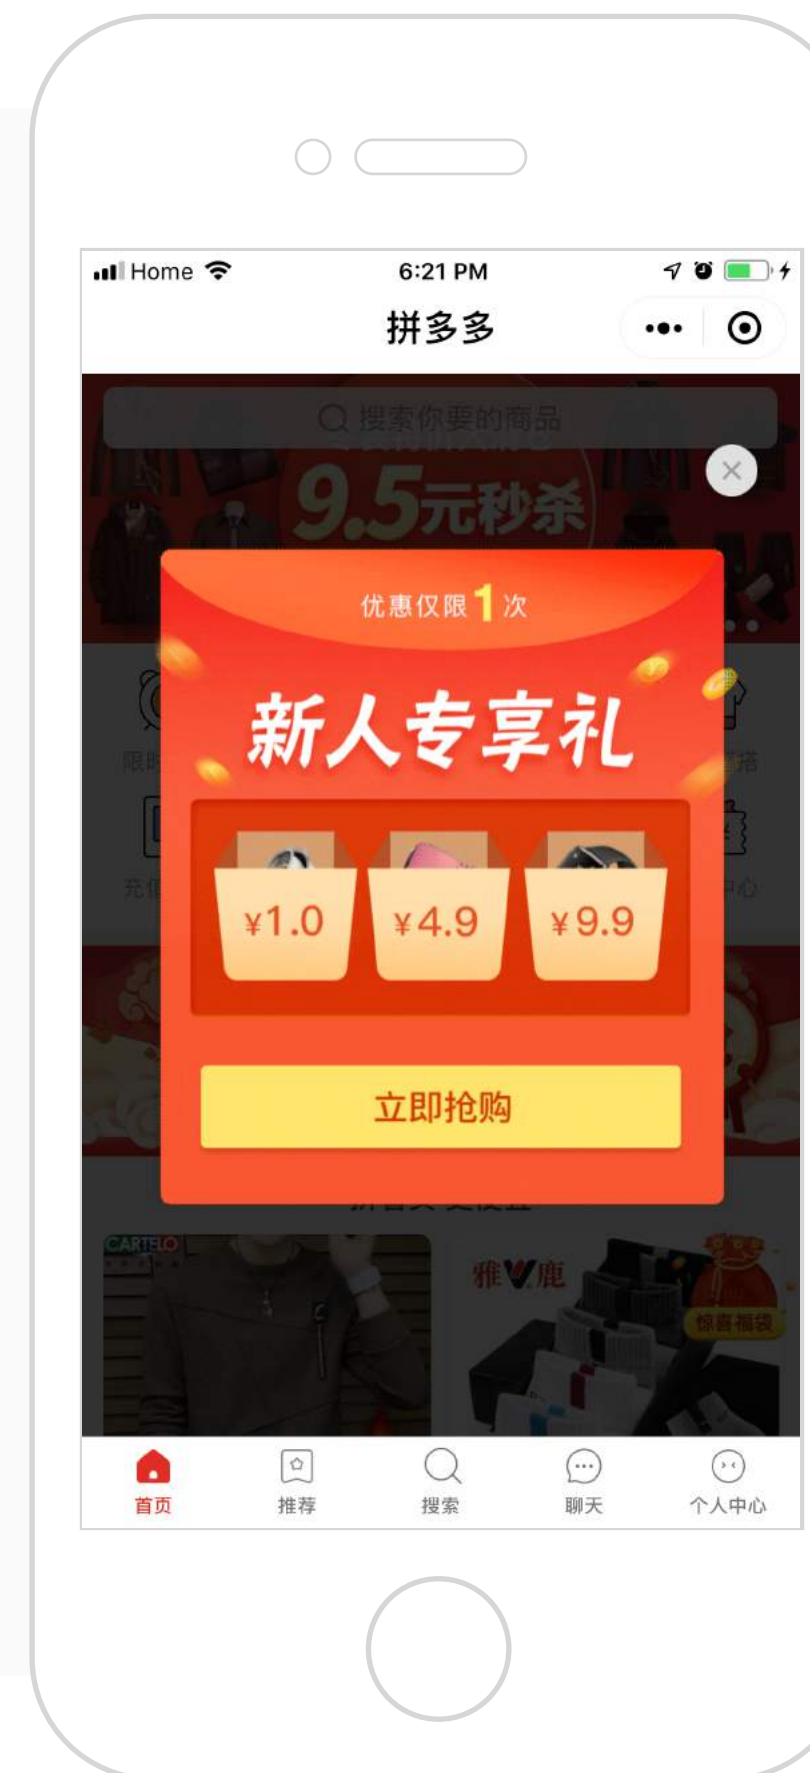 Home 6:21 PM
拼多多
搜索你要的商品
9.5元秒杀
优惠仅限1次
新人专享礼
¥1.0 ¥4.9 ¥9.9
立即抢购
CARTELO
雅鹿
惊喜福袋
首页 推荐 搜索 聊天 个人中心